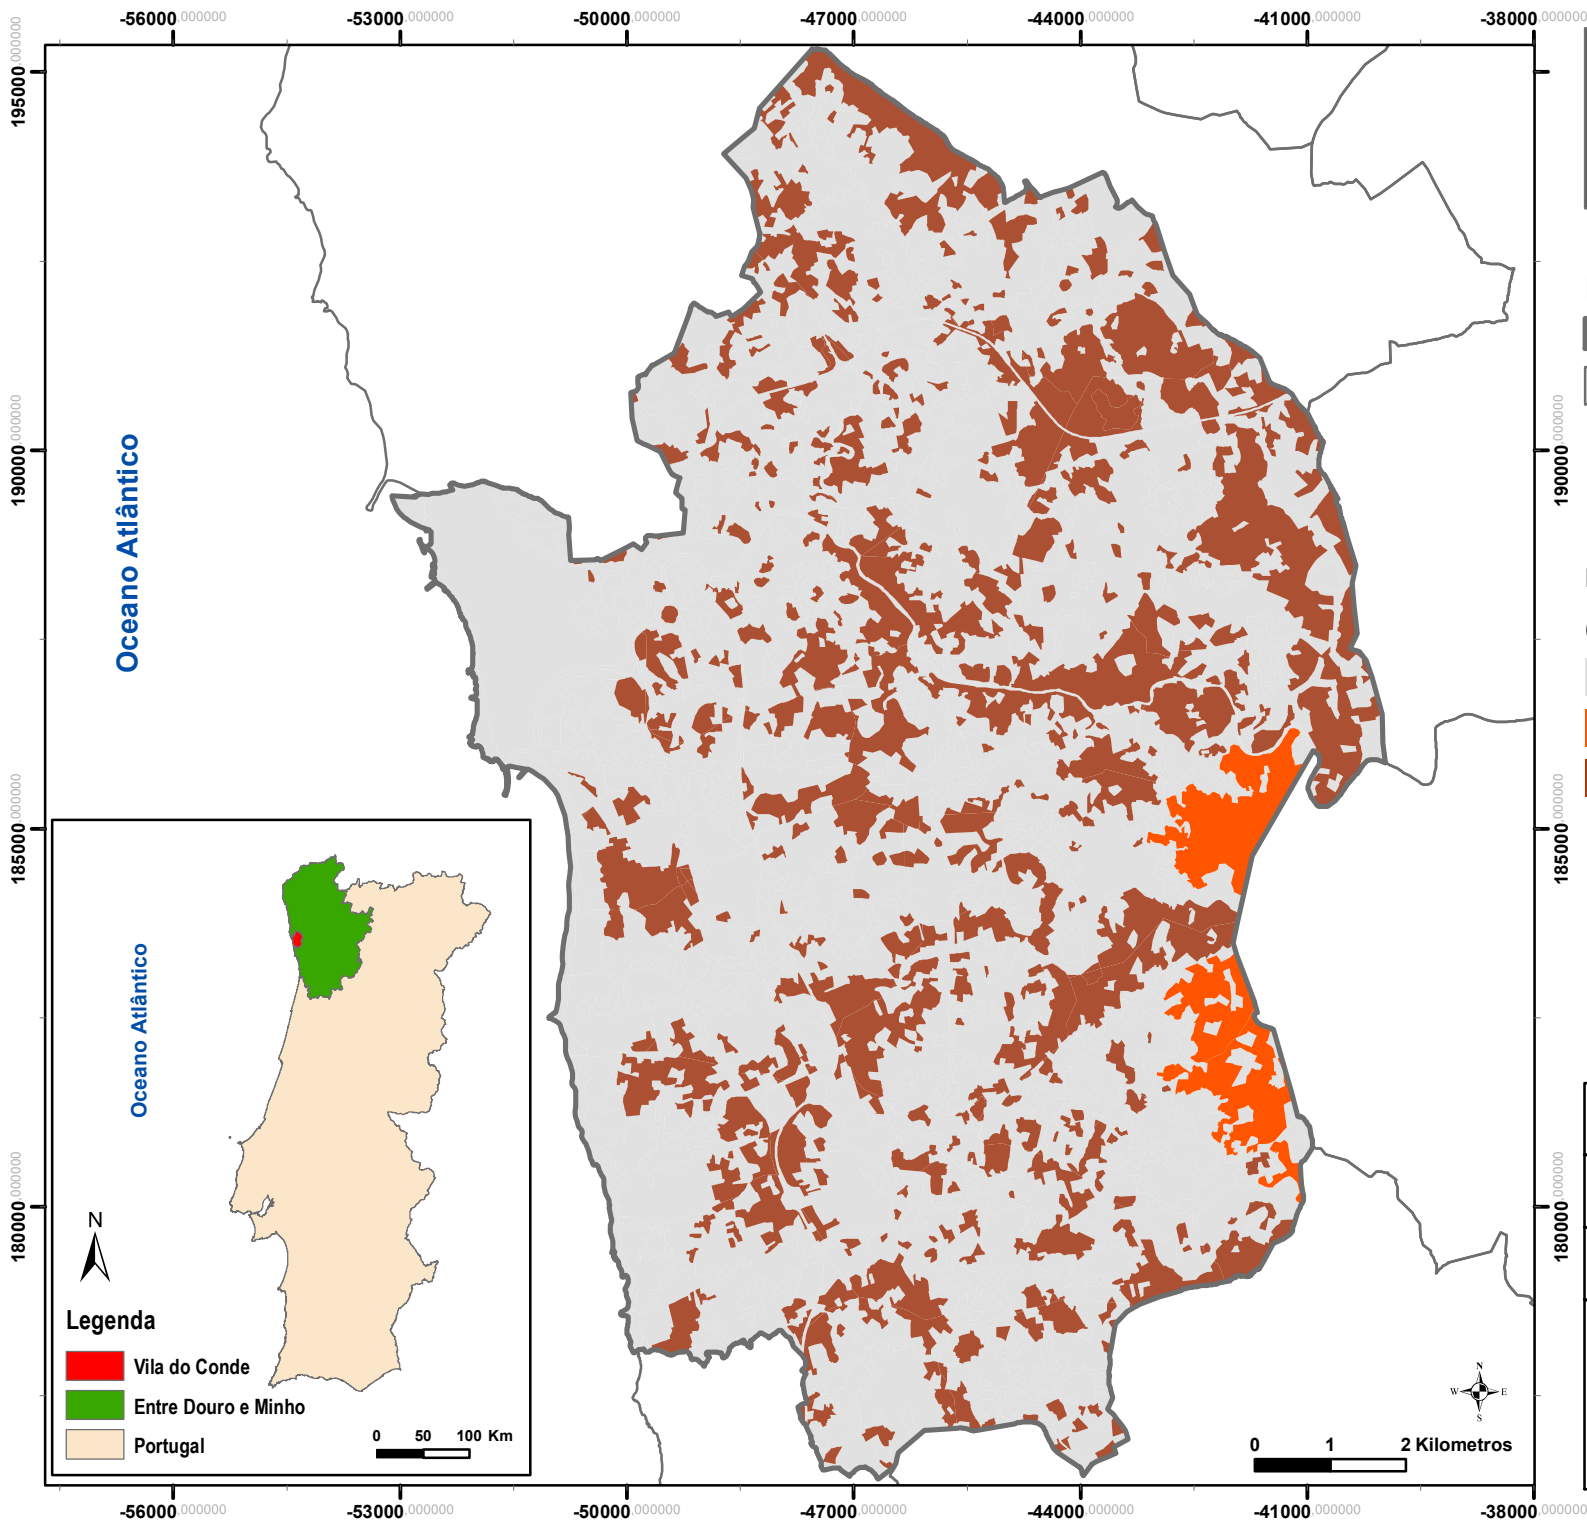 -56000,000000 -53000,000000 -50000,000000 -47000,000000 -44000,000000 -41000,000000 -38000,000000
195000,000000
190000,000000
190000,000000
185000,000000
185000,000000
180000,000000
180000,000000
Oceano Atlântico
Oceano Atlântico
N
Legenda
Vila do Conde
Entre Douro e Minho
Portugal
0 50 100 Km
N
W E
S
0 1 2 Kilometros
-56000,000000 -53000,000000 -50000,000000 -47000,000000 -44000,000000 -41000,000000 -38000,000000